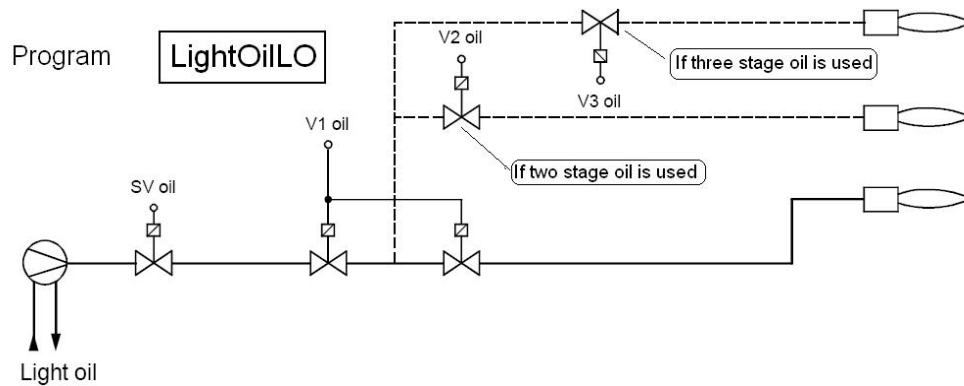 Program
LightOilLO
V2 oil
If three stage oil is used
V3 oil
V1 oil
If two stage oil is used
SV oil
Light oil